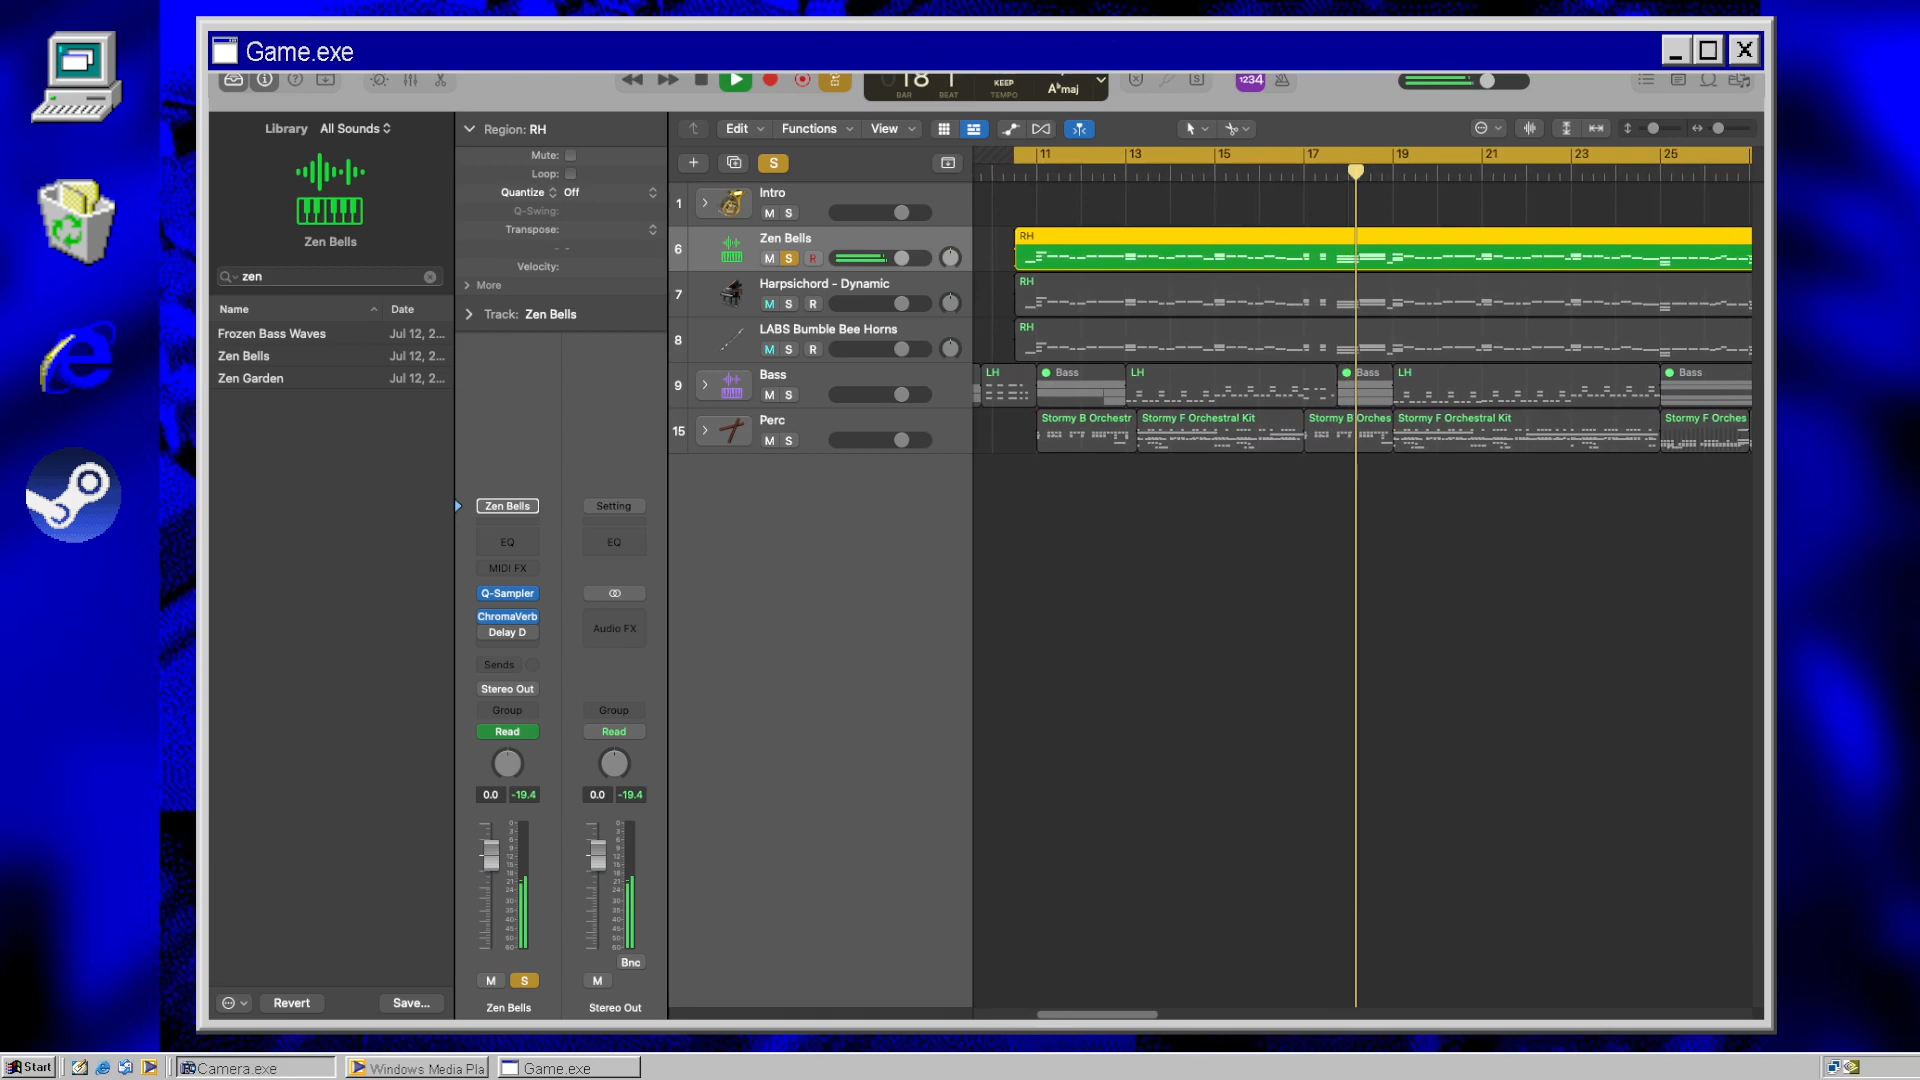 Game.exe
18 1
BAR BEAT
KEEP
TEMPO
A♭maj
1234
Library All Sounds
Zen Bells
zen
Name Date
Frozen Bass Waves Jul 12, 2...
Zen Bells Jul 12, 2...
Zen Garden Jul 12, 2...
Revert Save...
Region: RH
Mute:
Loop:
Quantize Off
Q-Swing:
Transpose:
Velocity:
More
Track: Zen Bells
Zen Bells Setting
EQ EQ
MIDI FX
Q-Sampler
ChromaVerb
Delay D
Audio FX
Sends
Stereo Out
Group Group
Read Read
0.0 -19.4 0.0 -19.4
Bnc
M S M
Zen Bells Stereo Out
Edit Functions View
S
11 13 15 17 19 21 23 25
1 Intro
M S
6 Zen Bells
M S R
7 Harpsichord - Dynamic
M S R
8 LABS Bumble Bee Horns
M S R
9 Bass
M S
15 Perc
M S
RH
RH
RH
LH Bass LH Bass LH Bass
Stormy B Orchestr Stormy F Orchestral Kit Stormy B Orches Stormy F Orchestral Kit Stormy F Orches
Start Camera.exe Windows Media Pla Game.exe